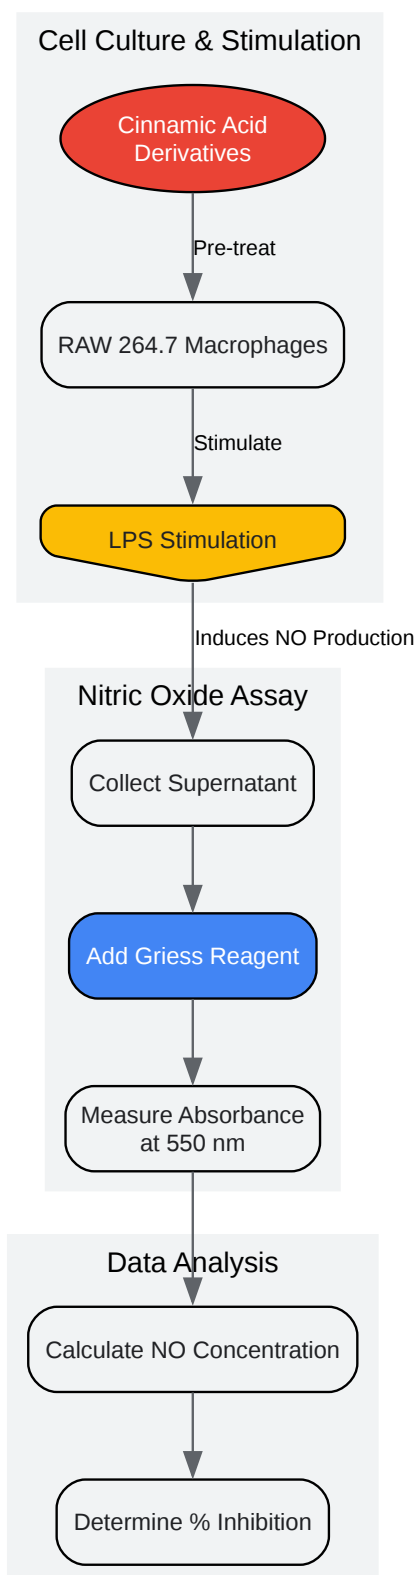 Cell Culture & Stimulation
Cinnamic Acid
Derivatives
Pre-treat
RAW 264.7 Macrophages
Stimulate
LPS Stimulation
Induces NO Production
Nitric Oxide Assay
Collect Supernatant
Add Griess Reagent
Measure Absorbance
at 550 nm
Data Analysis
Calculate NO Concentration
Determine % Inhibition